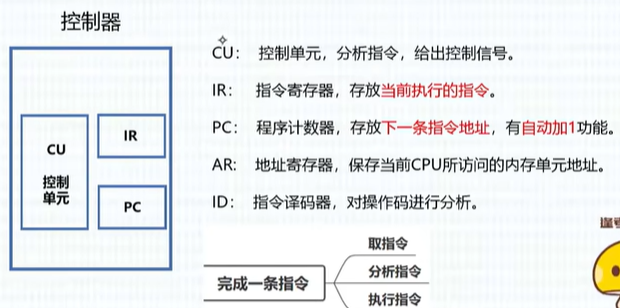 控制器
CU
控制
单元
IR
PC
CU： 控制单元，分析指令，给出控制信号。
IR： 指令寄存器，存放当前执行的指令。
PC： 程序计数器，存放下一条指令地址，有自动加1功能。
AR: 地址寄存器，保存当前CPU所访问的内存单元地址。
ID： 指令译码器，对操作码进行分析。
完成一条指令
取指令
分析指令
执行指令